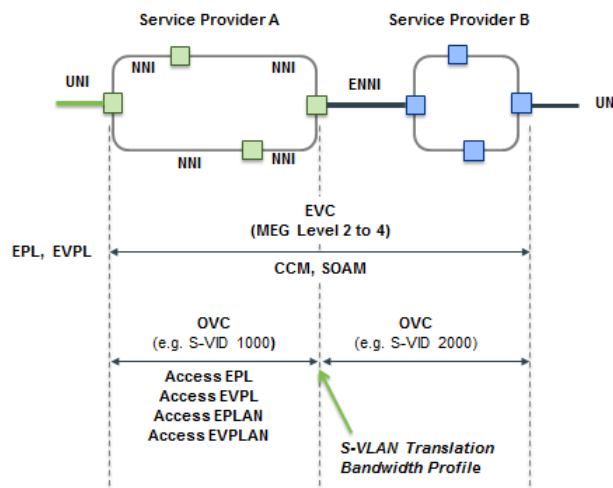 Service Provider A
Service Provider B
NNI
NNI
UNI
ENNI
UN
NNI
NNI
EVC
(MEG Level 2 to 4)
EPL, EVPL
CCM, SOAM
OVC
(e.g. S-VID 1000)
OVC
(e.g. S-VID 2000)
Access EPL
Access EVPL
Access EPLAN
Access EVPLAN
S-VLAN Translation
Bandwidth Profile